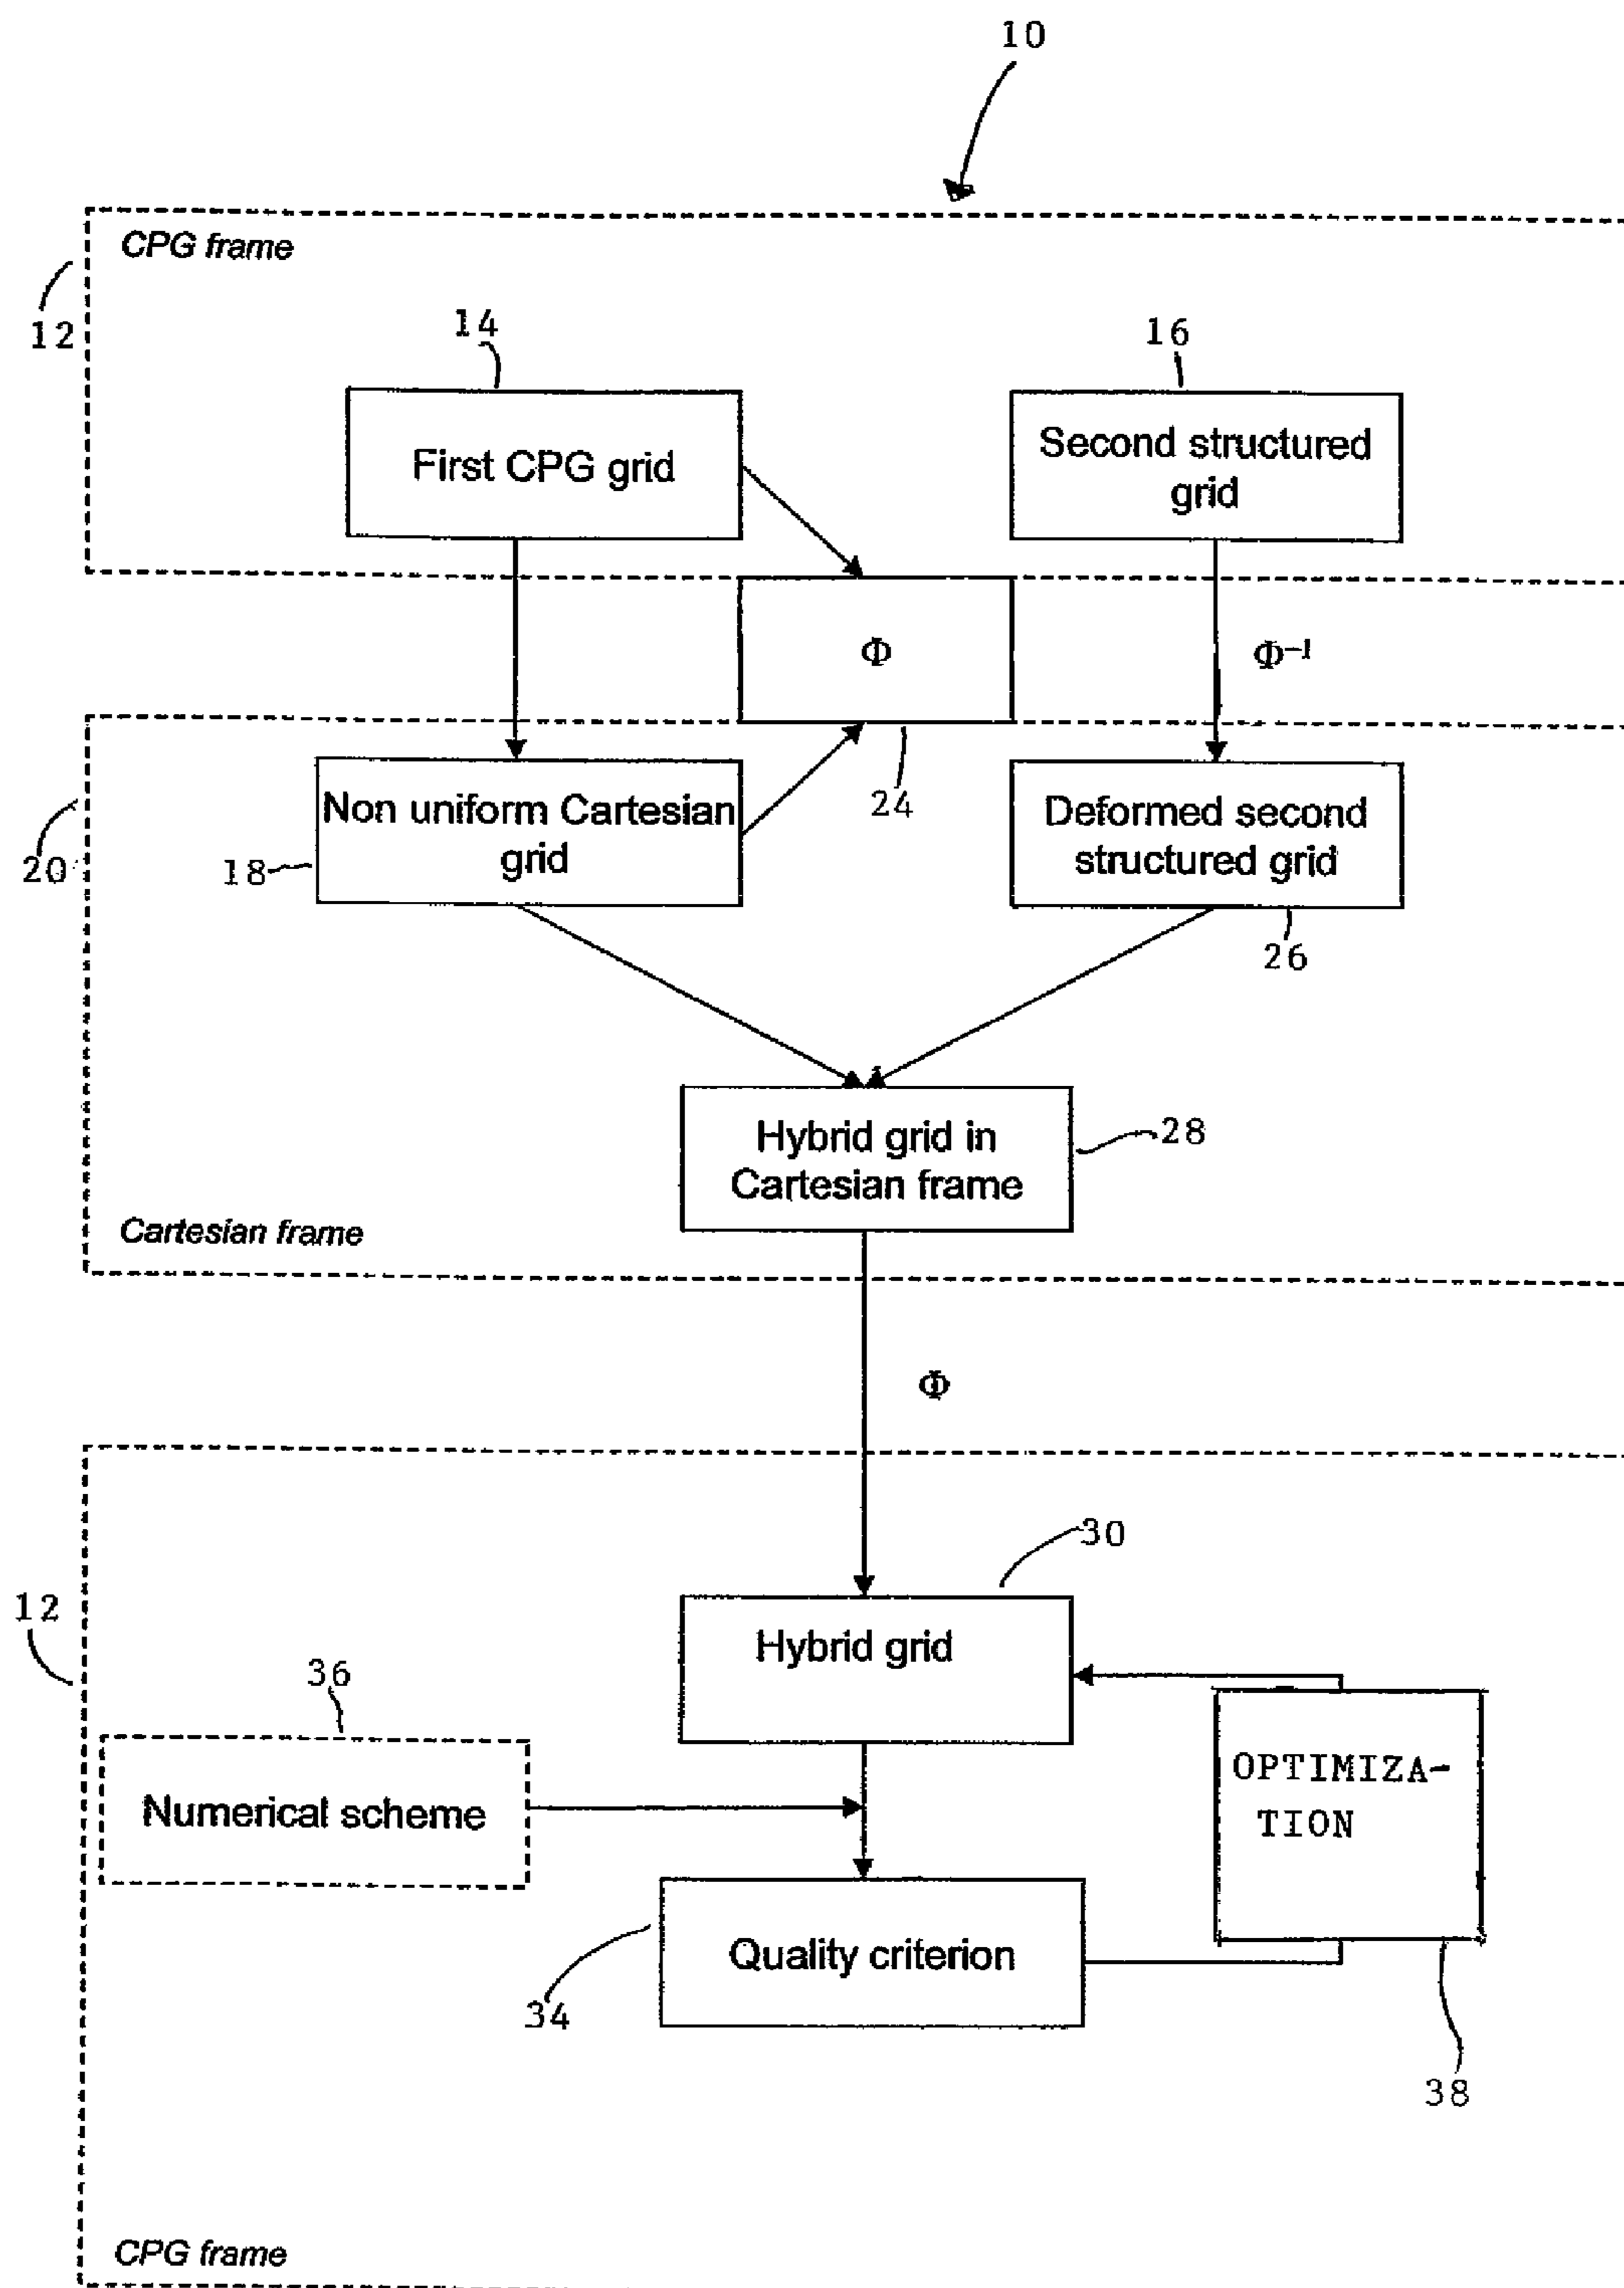 10
CPG frame
12
14
16
First CPG grid
Second structured
grid
Φ
Φ⁻¹
24
Non uniform Cartesian
grid
Deformed second
structured grid
20
18
26
Hybrid grid in
Cartesian frame
28
Cartesian frame
Φ
30
12
Hybrid grid
36
OPTIMIZA-
TION
Numerical scheme
Quality criterion
34
38
CPG frame